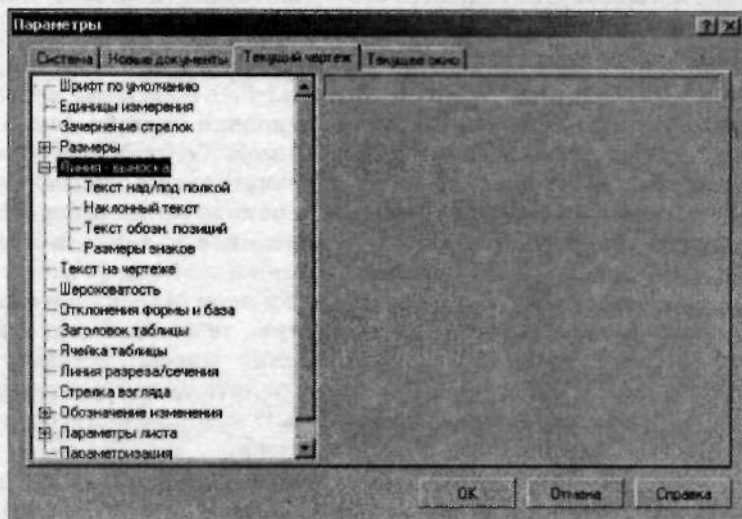 Параметры
Система Новые документы Текущий чертеж Текущее окно
Шрифт по умолчанию
Единицы измерения
Зачернение стрелок
Размеры
Линия - выноска
Текст над/под полкой
Наклонный текст
Текст обозн. позиций
Размеры знаков
Текст на чертеже
Шероховатость
Отклонения формы и база
Заголовок таблицы
Ячейка таблицы
Линия разреза/сечения
Стрелка взгляда
Обозначение изменения
Параметры листа
Параметризация
OK Отмена Справка